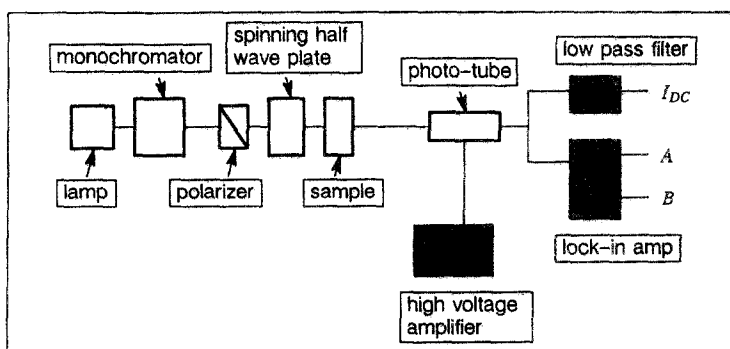 spinning half
wave plate
low pass filter
monochromator
photo-tube
I_DC
A
B
lamp
polarizer
sample
lock-in amp
high voltage
amplifier